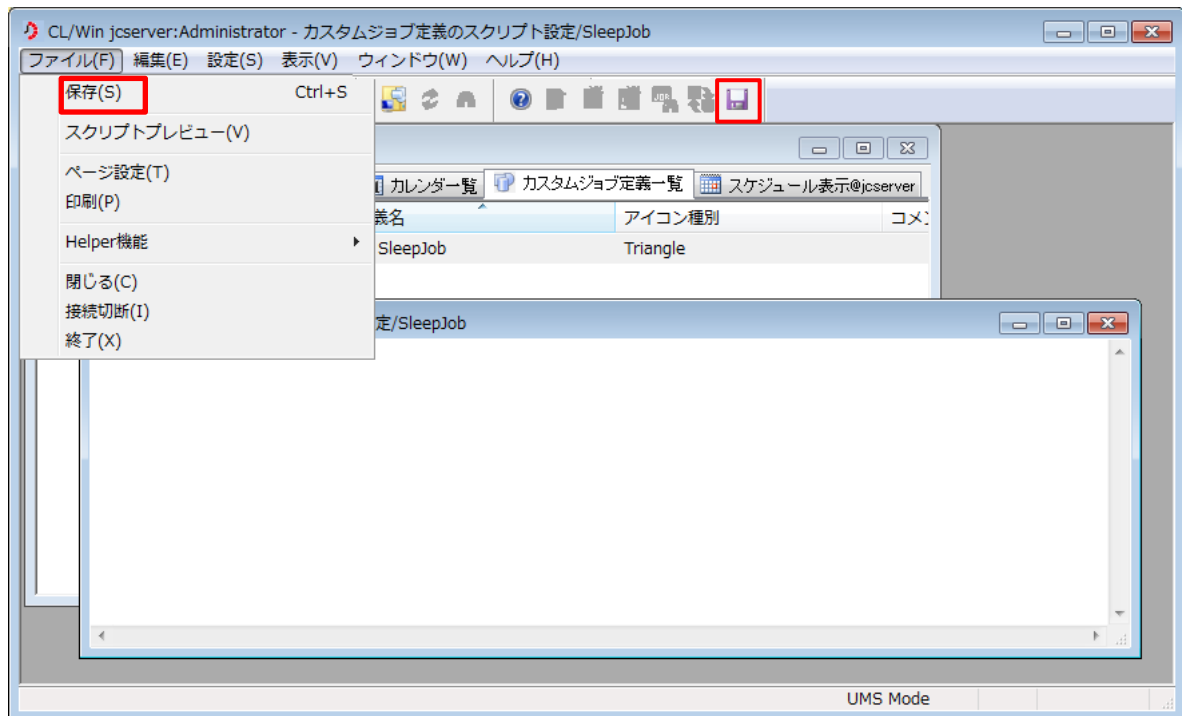 CL/Win jcserver:Administrator - カスタムジョブ定義のスクリプト設定/SleepJob
ファイル(F) 編集(E) 設定(S) 表示(V) ウィンドウ(W) ヘルプ(H)
保存(S) Ctrl+S
スクリプトプレビュー(V)
ページ設定(T)
印刷(P)
Helper機能
閉じる(C)
接続切断(I)
終了(X)
カレンダー一覧 カスタムジョブ定義一覧 スケジュール表示@jcserver
義名 アイコン種別 コメ
SleepJob Triangle
定/SleepJob
UMS Mode